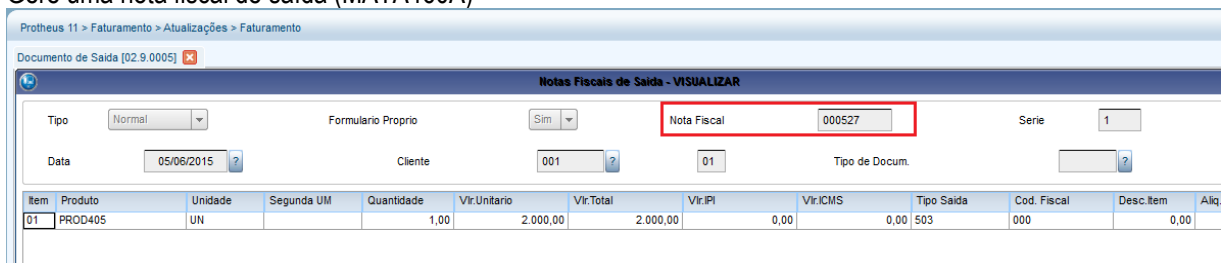 Protheus 11 > Faturamento > Atualizações > Faturamento
Documento de Saida [02.9.0005]
Notas Fiscais de Saida - VISUALIZAR
Tipo Normal Formulario Proprio Sim Nota Fiscal 000527 Serie 1
Data 05/06/2015 ? Cliente 001 ? 01 Tipo de Docum. ?
Item Produto Unidade Segunda UM Quantidade Vlr.Unitario Vlr.Total Vlr.IPI Vlr.ICMS Tipo Saida Cod. Fiscal Desc.Item Aliq.
01 PROD405 UN 1,00 2.000,00 2.000,00 0,00 0,00 503 000 0,00